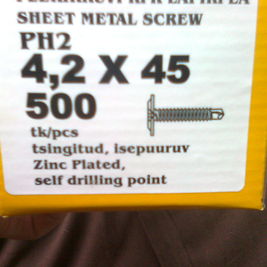 SHEET METAL SCREW
PH2
4,2 X 45
500
tk/pcs
tsingitud, isepuuruv
Zinc Plated,
self drilling point